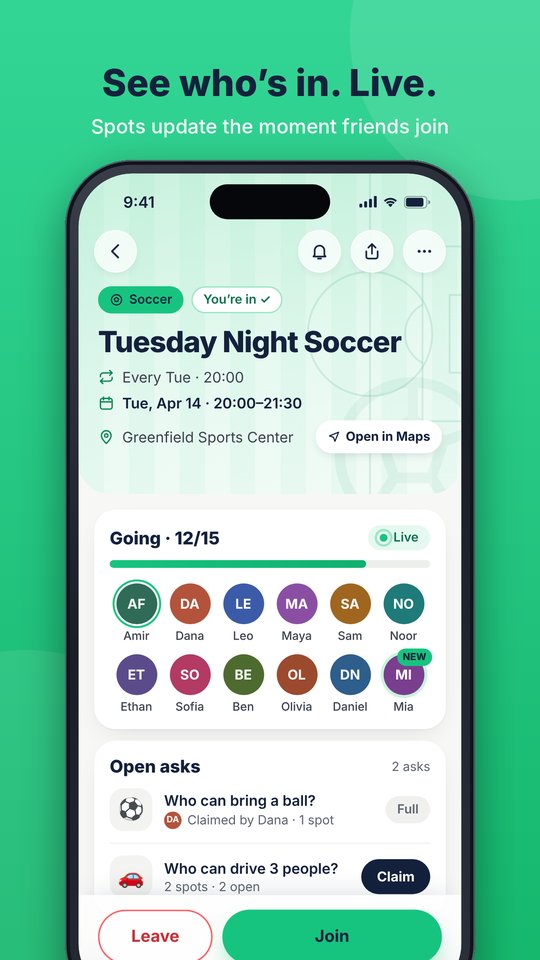 See who’s in. Live.
Spots update the moment friends join
9:41
Soccer
You’re in ✓
Tuesday Night Soccer
Every Tue · 20:00
Tue, Apr 14 · 20:00–21:30
Greenfield Sports Center
Open in Maps
Going · 12/15
Live
AF DA LE MA SA NO
Amir Dana Leo Maya Sam Noor
NEW
ET SO BE OL DN MI
Ethan Sofia Ben Olivia Daniel Mia
Open asks
2 asks
Who can bring a ball?
DA Claimed by Dana · 1 spot
Full
Who can drive 3 people?
2 spots · 2 open
Claim
Leave
Join